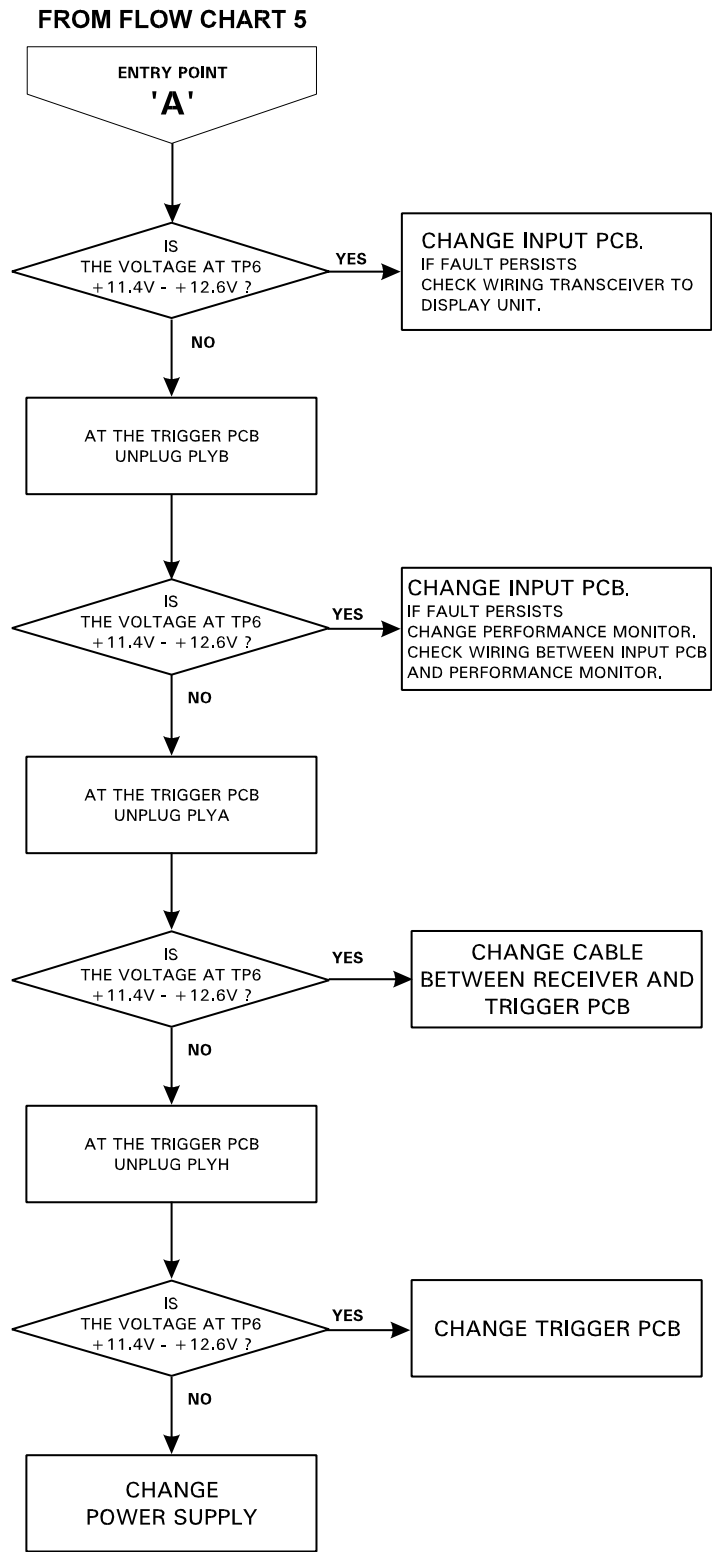 FROM FLOW CHART 5
ENTRY POINT
'A'
IS
THE VOLTAGE AT TP6
+11.4V - +12.6V ?
YES
CHANGE INPUT PCB.
IF FAULT PERSISTS
CHECK WIRING TRANSCEIVER TO
DISPLAY UNIT.
NO
AT THE TRIGGER PCB
UNPLUG PLYB
IS
THE VOLTAGE AT TP6
+11.4V - +12.6V ?
YES
CHANGE INPUT PCB.
IF FAULT PERSISTS
CHANGE PERFORMANCE MONITOR.
CHECK WIRING BETWEEN INPUT PCB
AND PERFORMANCE MONITOR.
NO
AT THE TRIGGER PCB
UNPLUG PLYA
IS
THE VOLTAGE AT TP6
+11.4V - +12.6V ?
YES
CHANGE CABLE
BETWEEN RECEIVER AND
TRIGGER PCB
NO
AT THE TRIGGER PCB
UNPLUG PLYH
IS
THE VOLTAGE AT TP6
+11.4V - +12.6V ?
YES
CHANGE TRIGGER PCB
NO
CHANGE
POWER SUPPLY